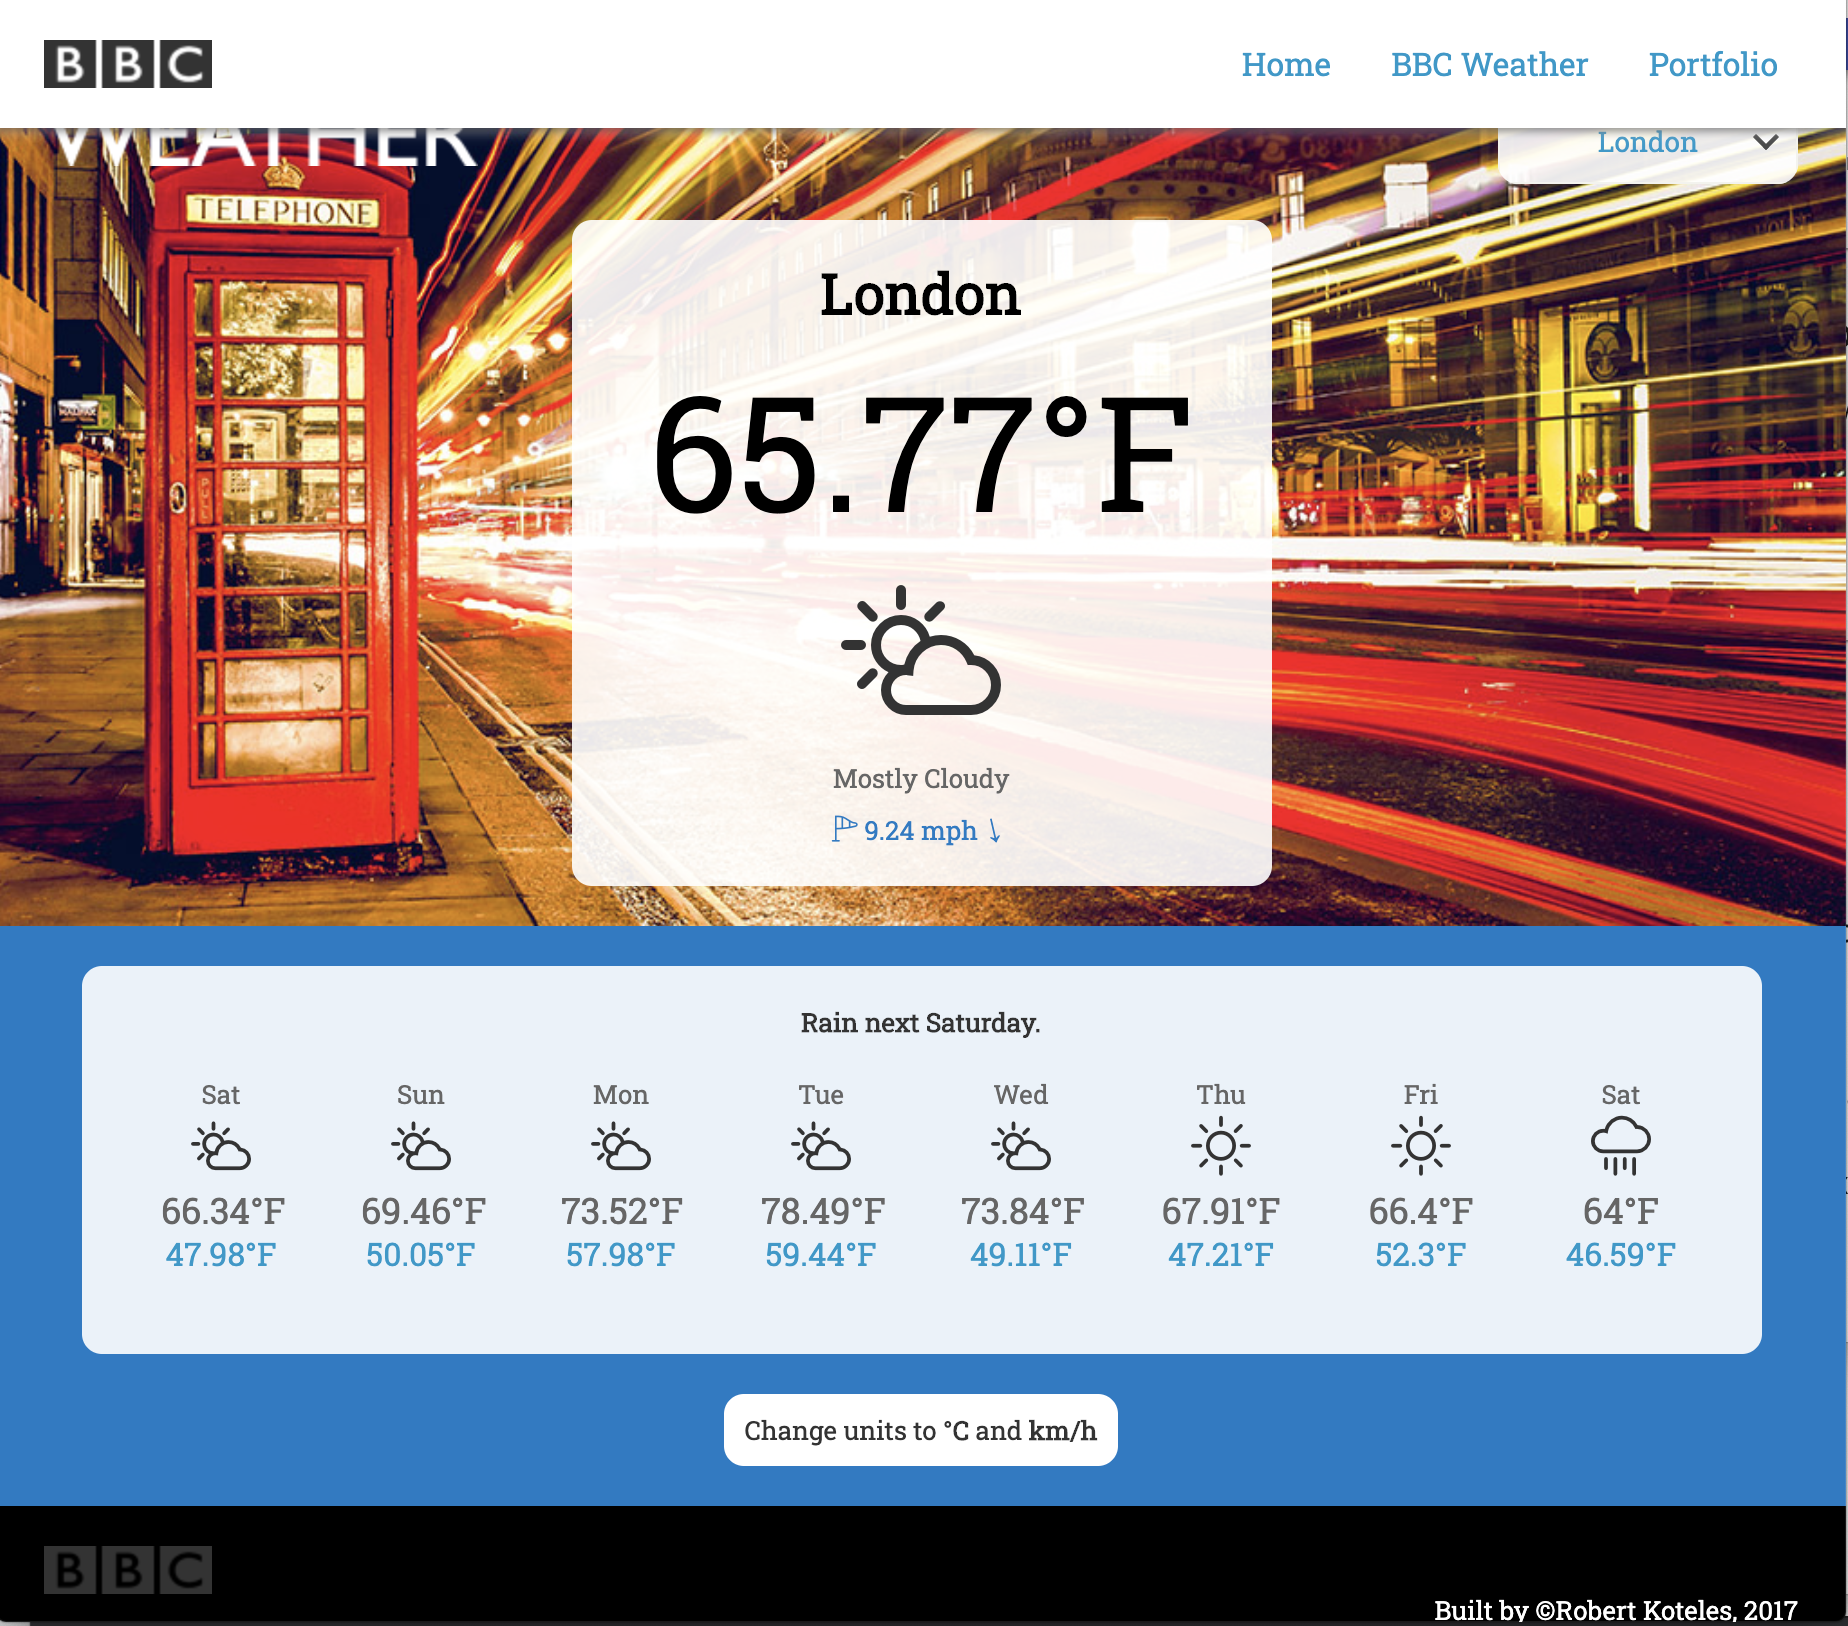 BBC
Home BBC Weather Portfolio
WEATHER
London
TELEPHONE
London
65.77°F
HALIFAX
PULL
Mostly Cloudy
9.24 mph
Rain next Saturday.
Sat Sun Mon Tue Wed Thu Fri Sat
66.34°F 69.46°F 73.52°F 78.49°F 73.84°F 67.91°F 66.4°F 64°F
47.98°F 50.05°F 57.98°F 59.44°F 49.11°F 47.21°F 52.3°F 46.59°F
Change units to °C and km/h
BBC
Built by ©Robert Koteles, 2017